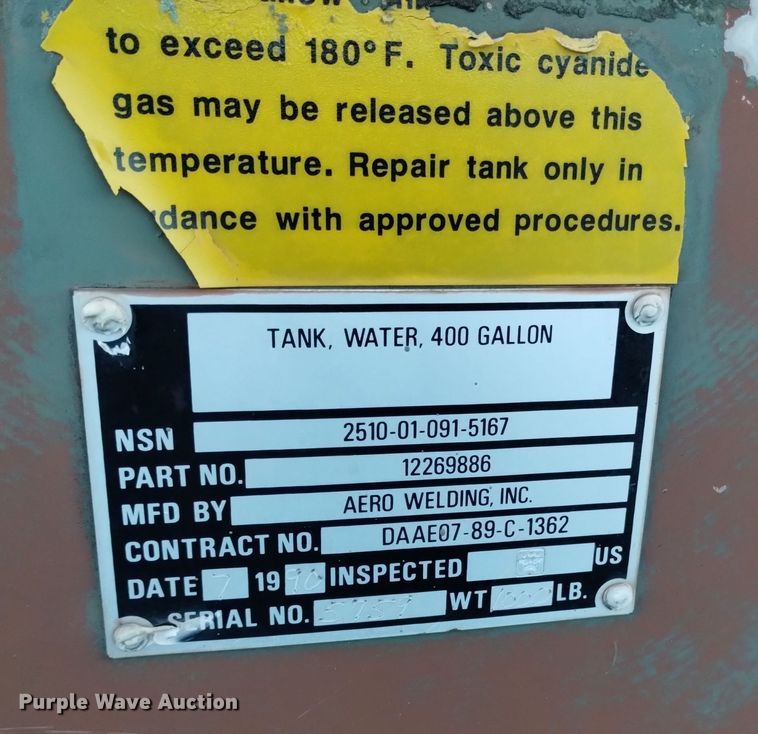 to exceed 180° F. Toxic cyanide
gas may be released above this
temperature. Repair tank only in
dance with approved procedures.
TANK, WATER, 400 GALLON
NSN 2510-01-091-5167
PART NO. 12269886
MFD BY AERO WELDING, INC.
CONTRACT NO. DAAE07-89-C-1362
DATE 7 19 90 INSPECTED US
SERIAL NO. WT LB.
Purple Wave Auction